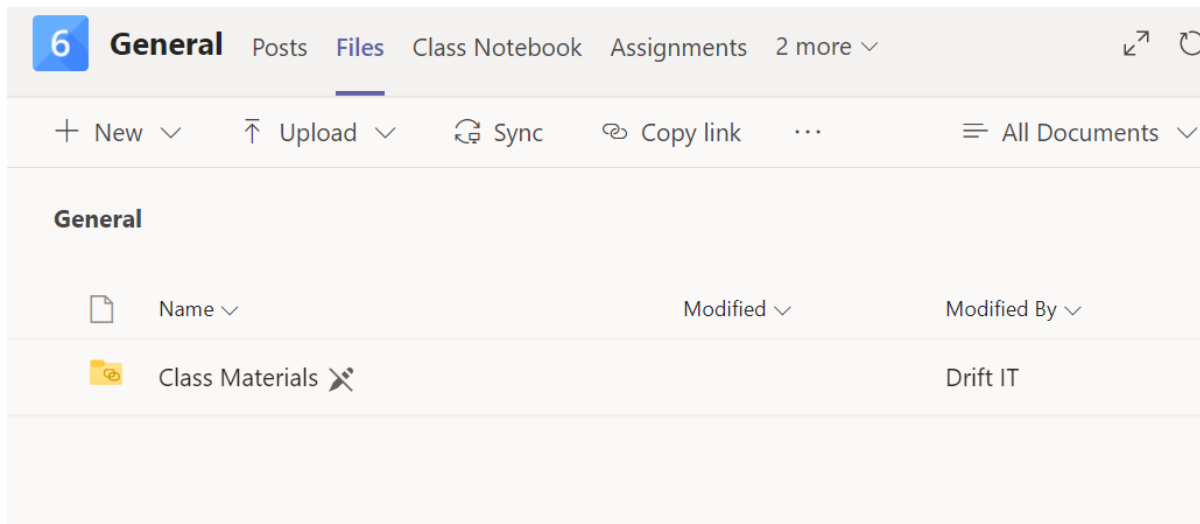 6 General Posts Files Class Notebook Assignments 2 more
New Upload Sync Copy link ... All Documents
General
Name Modified Modified By
Class Materials Drift IT